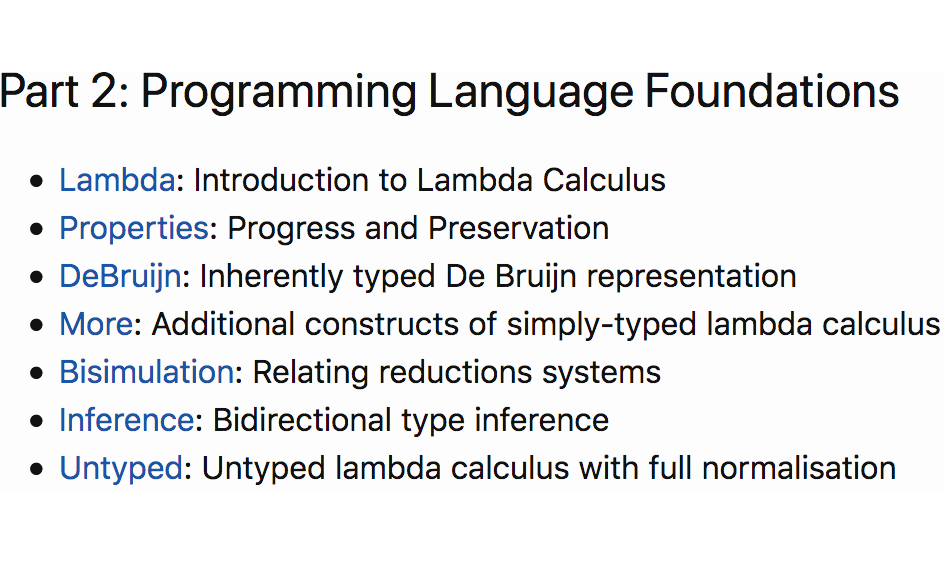 Part 2: Programming Language Foundations
• Lambda: Introduction to Lambda Calculus
• Properties: Progress and Preservation
• DeBruijn: Inherently typed De Bruijn representation
• More: Additional constructs of simply-typed lambda calculus
• Bisimulation: Relating reductions systems
• Inference: Bidirectional type inference
• Untyped: Untyped lambda calculus with full normalisation